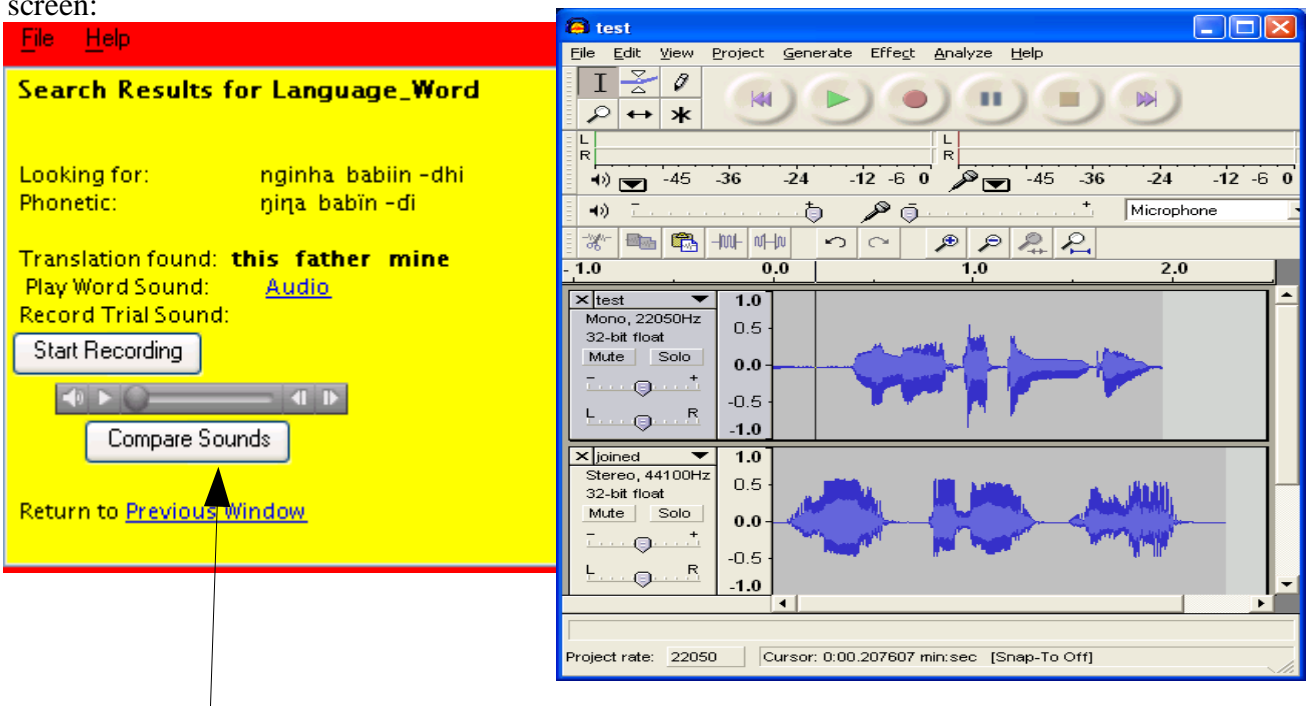 screen:
File Help
Search Results for Language_Word
Looking for: nginha babiin -dhi
Phonetic: ŋiṇa babïn -ḋi
Translation found: this father mine
Play Word Sound: Audio
Record Trial Sound:
Start Recording
Compare Sounds
Return to Previous Window
test
File Edit View Project Generate Effect Analyze Help
L L
R R
-45 -36 -24 -12 -6 0 -45 -36 -24 -12 -6 0
- + - + Microphone
- 1.0 0.0 1.0 2.0
test
Mono, 22050Hz
32-bit float
Mute Solo
- +
L R
1.0
0.5
0.0
-0.5
-1.0
joined
Stereo, 44100Hz
32-bit float
Mute Solo
- +
L R
1.0
0.5
0.0
-0.5
-1.0
Project rate: 22050 Cursor: 0:00.207607 min:sec [Snap-To Off]